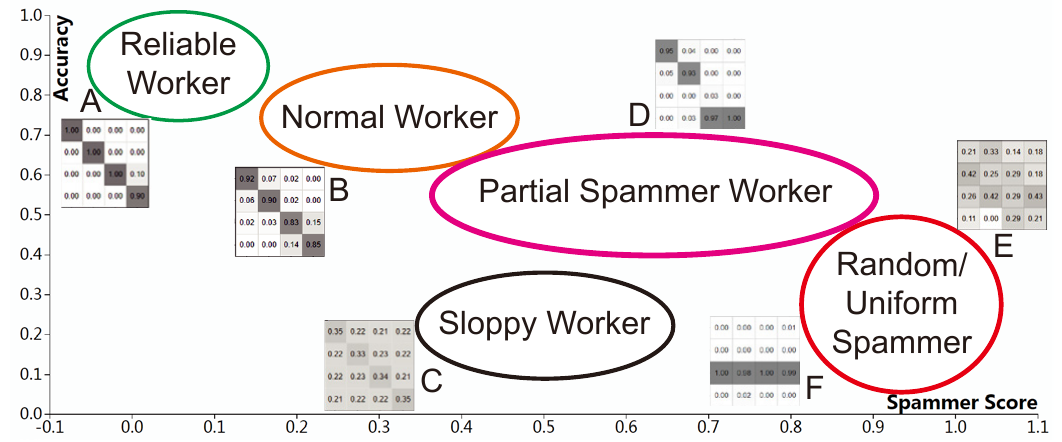 1.0
0.9
0.8
0.7
0.6
0.5
0.4
0.3
0.2
0.1
0.0
Accuracy
-0.1 0.0 0.1 0.2 0.3 0.4 0.5 0.6 0.7 0.8 0.9 1.0 1.1
Spammer Score
Reliable
Worker
Normal Worker
Partial Spammer Worker
Sloppy Worker
Random/
Uniform
Spammer
A
1.00 0.00 0.00 0.00
0.00 1.00 0.00 0.00
0.00 0.00 1.00 0.10
0.00 0.00 0.00 0.90
B
0.92 0.07 0.02 0.00
0.06 0.90 0.02 0.00
0.02 0.03 0.83 0.15
0.00 0.00 0.14 0.85
C
0.35 0.22 0.21 0.22
0.22 0.33 0.23 0.22
0.22 0.23 0.34 0.21
0.21 0.22 0.22 0.35
D
0.95 0.04 0.00 0.00
0.05 0.93 0.00 0.00
0.00 0.00 0.03 0.00
0.00 0.03 0.97 1.00
E
0.21 0.33 0.14 0.18
0.42 0.25 0.29 0.18
0.26 0.42 0.29 0.43
0.11 0.00 0.29 0.21
F
0.00 0.00 0.00 0.01
0.00 0.00 0.00 0.00
1.00 0.98 1.00 0.99
0.00 0.02 0.00 0.00